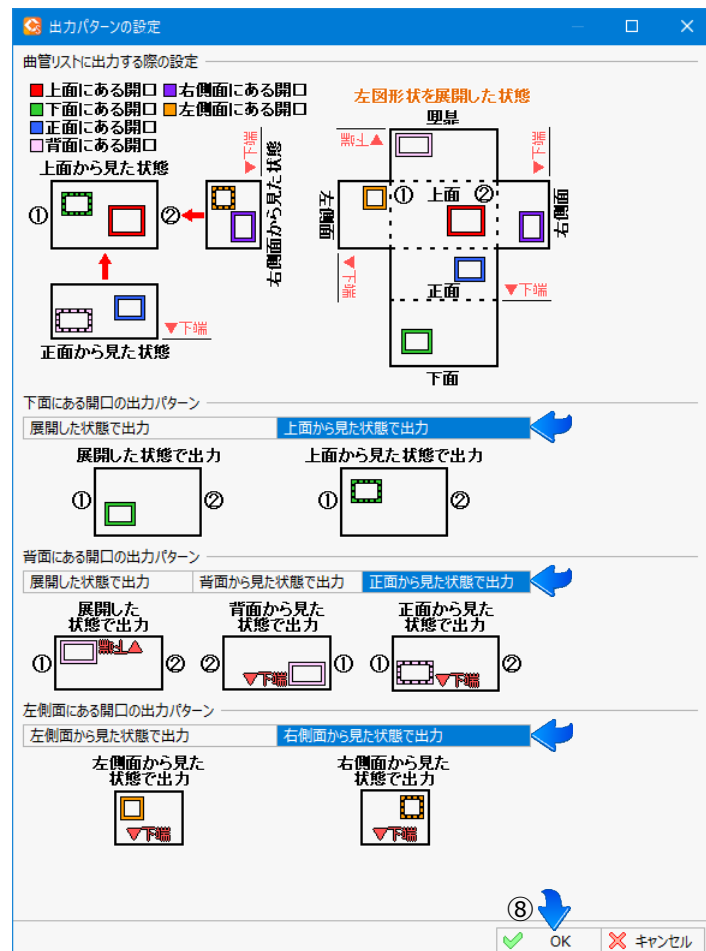 出力パターンの設定
曲管リストに出力する際の設定
上面にある開口 右側面にある開口
下面にある開口 左側面にある開口
正面にある開口
背面にある開口
上面から見た状態
① ②
▼下端
右側面から見た状態
▼下端
正面から見た状態
左図形状を展開した状態
背面
▼下端
▼下端
① 上面 ②
左側面
右側面
▼下端
正面
▼下端
下面
下面にある開口の出力パターン
展開した状態で出力 上面から見た状態で出力
展開した状態で出力 上面から見た状態で出力
① ② ① ②
背面にある開口の出力パターン
展開した状態で出力 背面から見た状態で出力 正面から見た状態で出力
展開した 背面から見た 正面から見た
状態で出力 状態で出力 状態で出力
① ▼下端 ② ② ▼下端 ① ① ▼下端 ②
左側面にある開口の出力パターン
左側面から見た状態で出力 右側面から見た状態で出力
左側面から見た 右側面から見た
状態で出力 状態で出力
▼下端 ▼下端
⑧
OK キャンセル